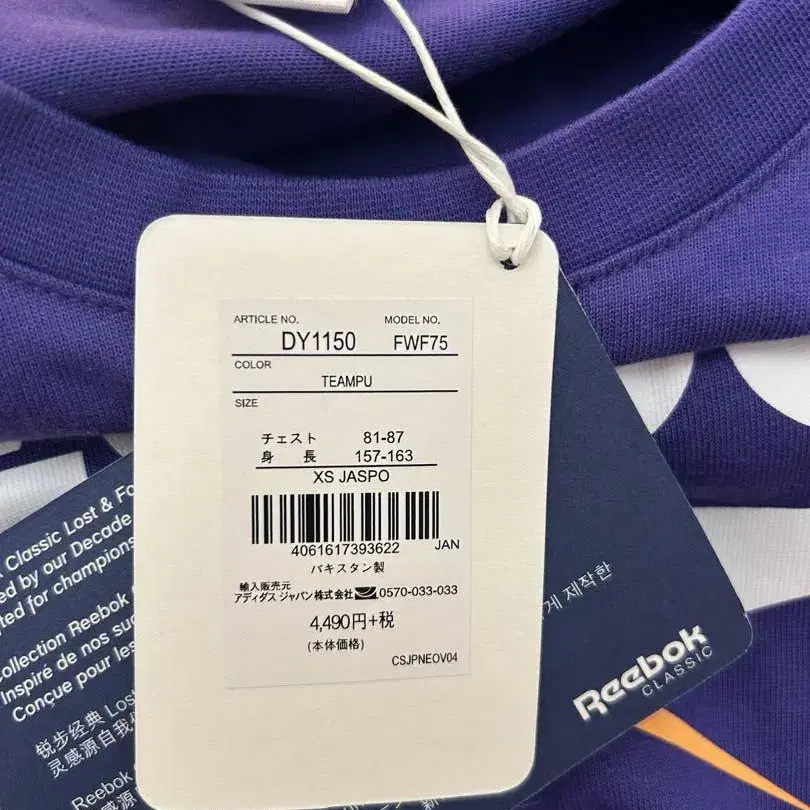 ARTICLE NO. MODEL NO.
DY1150 FWF75
COLOR
TEAMPU
SIZE
チェスト 81-87
身 長 157-163
XS JASPO
4061617393622 JAN
パキスタン製
輸入販売元
アディダス ジャパン株式会社 0570-033-033
4,490円+税
(本体価格)
CSJPNEOV04
Classic Lost & Fo
ed by our Decade
ted for champions
Collection Reebok
Inspiré de nos suc
Conçue pour les
锐步经典 Lost
灵感源自我
Reebok
게 제작한
Reebok
CLASSIC